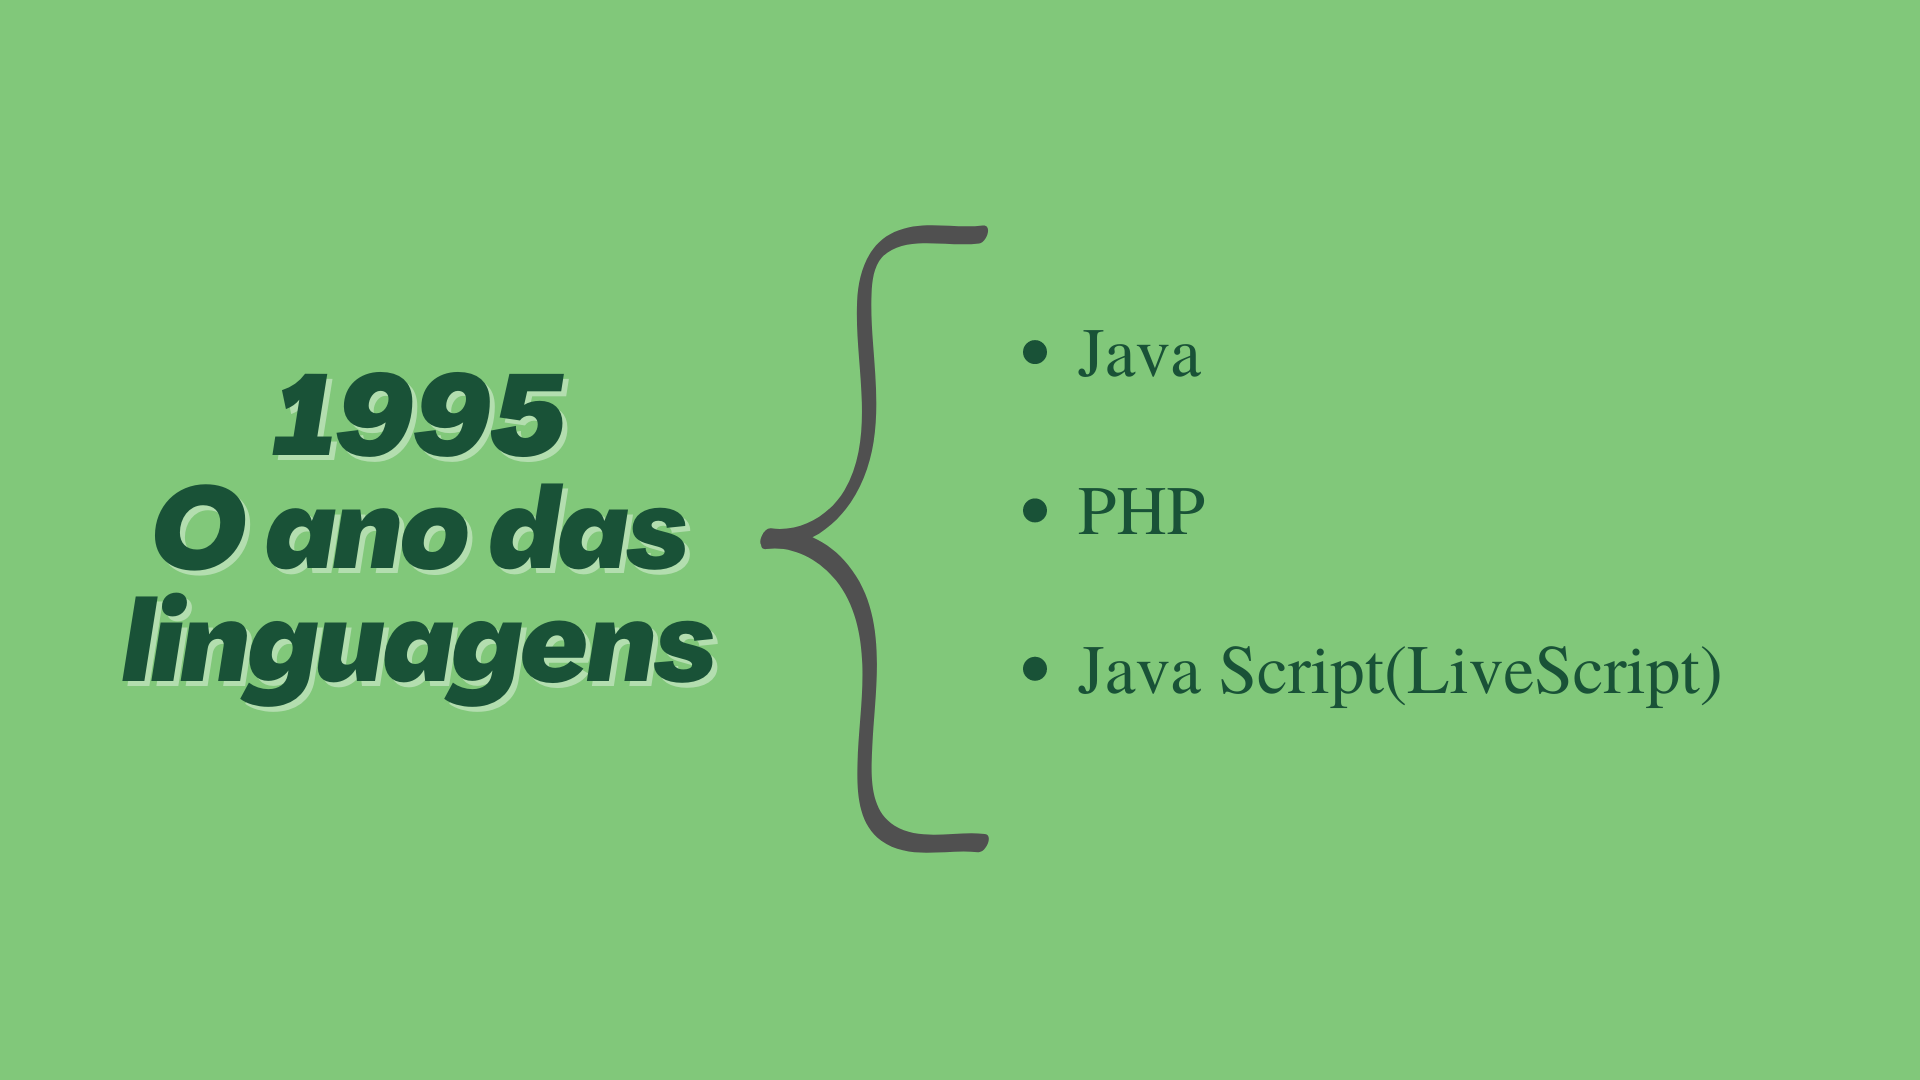 1995
O ano das
linguagens
• Java
• PHP
• Java Script(LiveScript)